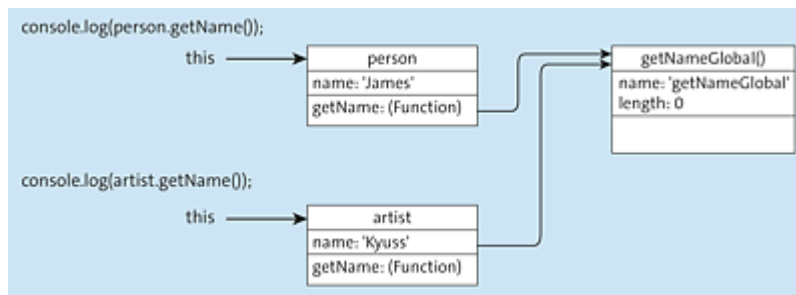 console.log(person.getName());
this
person
name: 'James'
getName: (Function)
getNameGlobal()
name: 'getNameGlobal'
length: 0
console.log(artist.getName());
this
artist
name: 'Kyuss'
getName: (Function)